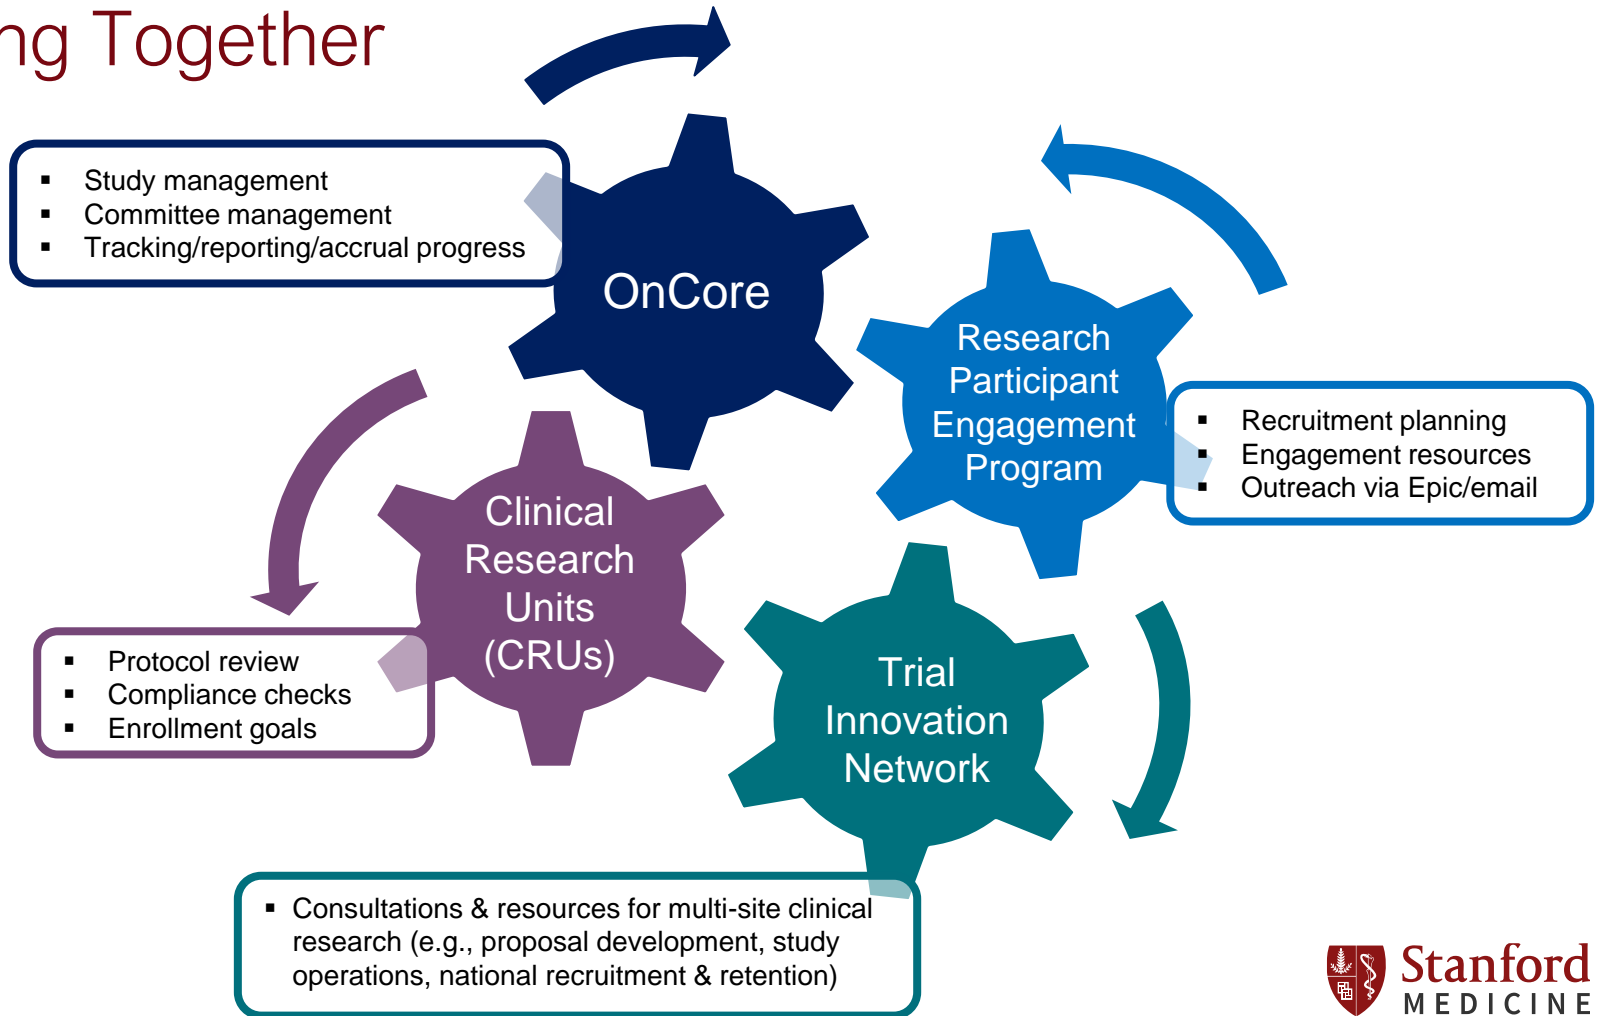 ng Together
▪ Study management
▪ Committee management
▪ Tracking/reporting/accrual progress
OnCore
Research
Participant
Engagement
Program
▪ Recruitment planning
▪ Engagement resources
▪ Outreach via Epic/email
Clinical
Research
Units
(CRUs)
▪ Protocol review
▪ Compliance checks
▪ Enrollment goals
Trial
Innovation
Network
▪ Consultations & resources for multi-site clinical
research (e.g., proposal development, study
operations, national recruitment & retention)
Stanford
MEDICINE